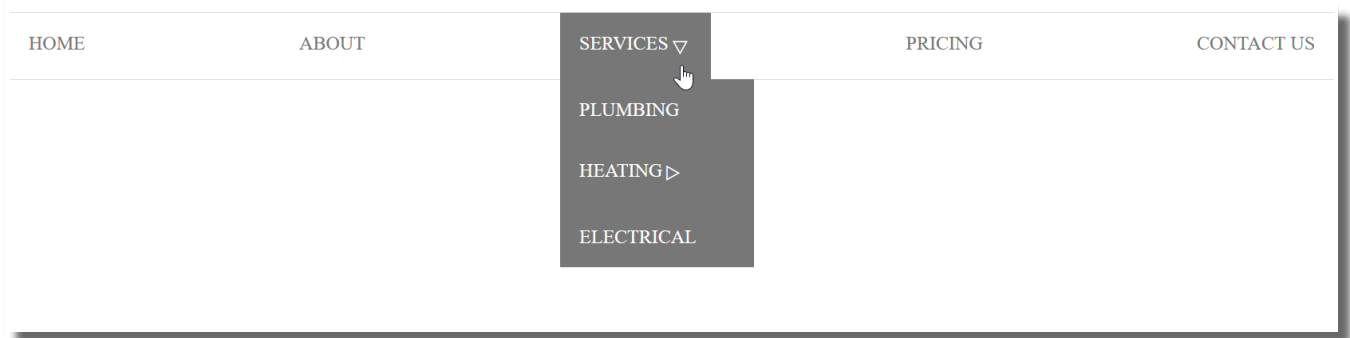 HOME ABOUT SERVICES ▽ PRICING CONTACT US
PLUMBING
HEATING ▷
ELECTRICAL